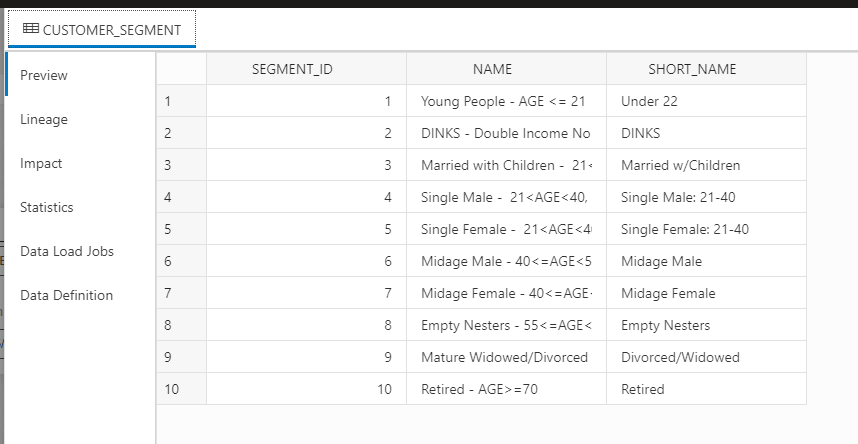 CUSTOMER_SEGMENT
Preview
Lineage
Impact
Statistics
Data Load Jobs
Data Definition
SEGMENT_ID NAME SHORT_NAME
1 1 Young People - AGE <= 21 Under 22
2 2 DINKS - Double Income No DINKS
3 3 Married with Children - 21< Married w/Children
4 4 Single Male - 21<AGE<40, Single Male: 21-40
5 5 Single Female - 21<AGE<4 Single Female: 21-40
6 6 Midage Male - 40<=AGE<5 Midage Male
7 7 Midage Female - 40<=AGE< Midage Female
8 8 Empty Nesters - 55<=AGE< Empty Nesters
9 9 Mature Widowed/Divorced Divorced/Widowed
10 10 Retired - AGE>=70 Retired